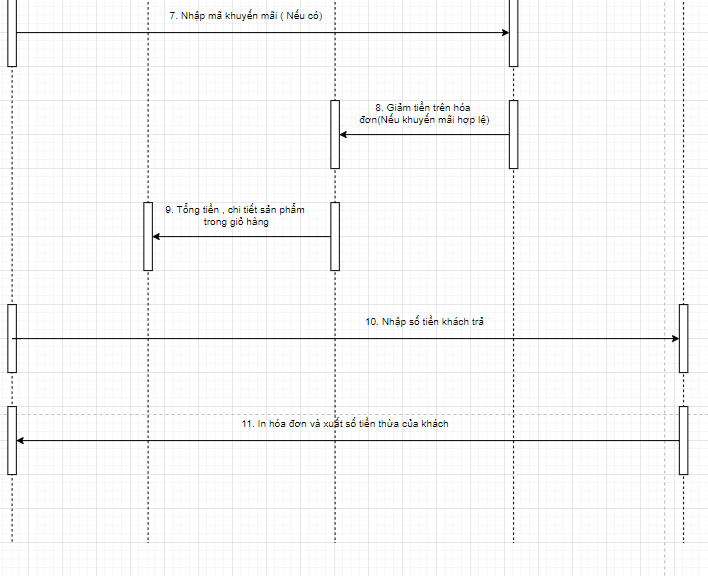 7. Nhập mã khuyến mãi ( Nếu có)
8. Giảm tiền trên hóa
đơn(Nếu khuyến mãi hợp lệ)
9. Tổng tiền , chi tiết sản phẩm
trong giỏ hàng
10. Nhập số tiền khách trả
11. In hóa đơn và xuất số tiền thừa của khách